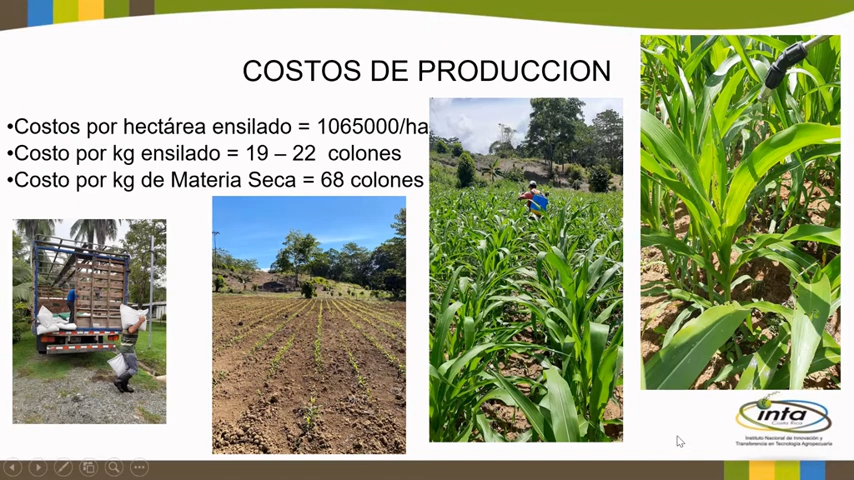 COSTOS DE PRODUCCION
•Costos por hectárea ensilado = 1065000/ha
•Costo por kg ensilado = 19 – 22 colones
•Costo por kg de Materia Seca = 68 colones
inta
Costa Rica
Instituto Nacional de Innovación y
Transferencia en Tecnología Agropecuaria